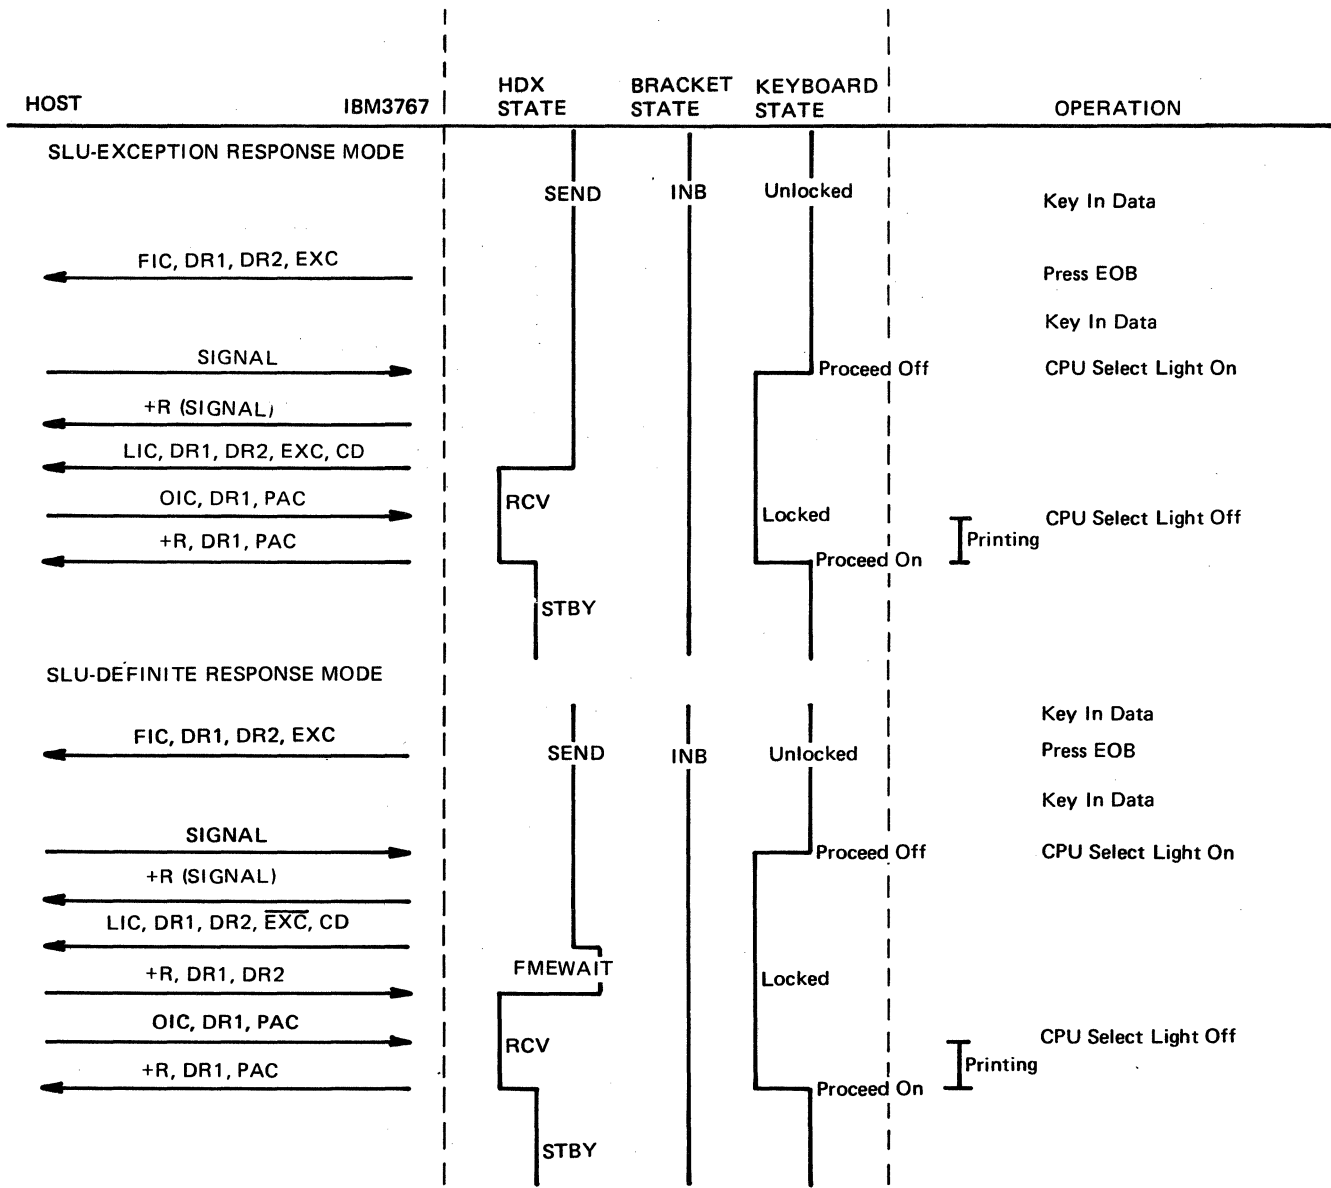 HOST IBM3767 HDX STATE BRACKET STATE KEYBOARD STATE OPERATION
SLU-EXCEPTION RESPONSE MODE
SEND INB Unlocked Key In Data
FIC, DR1, DR2, EXC Press EOB
Key In Data
SIGNAL Proceed Off CPU Select Light On
+R (SIGNAL)
LIC, DR1, DR2, EXC, CD
RCV
OIC, DR1, PAC Locked CPU Select Light Off
+R, DR1, PAC Printing
Proceed On
STBY
SLU-DEFINITE RESPONSE MODE
Key In Data
FIC, DR1, DR2, EXC SEND INB Unlocked Press EOB
Key In Data
SIGNAL Proceed Off CPU Select Light On
+R (SIGNAL)
LIC, DR1, DR2, E̅X̅C̅, CD
+R, DR1, DR2 FMEWAIT Locked
OIC, DR1, PAC CPU Select Light Off
RCV
+R, DR1, PAC Printing
Proceed On
STBY